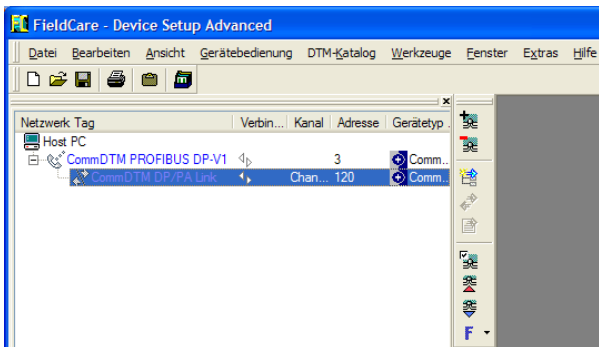 FieldCare - Device Setup Advanced
Datei Bearbeiten Ansicht Gerätebedienung DTM-Katalog Werkzeuge Fenster Extras Hilfe
Netzwerk Tag Verbin... Kanal Adresse Gerätetyp
Host PC
CommDTM PROFIBUS DP-V1 3 Comm...
CommDTM DP/PA Link Chan... 120 Comm...
F